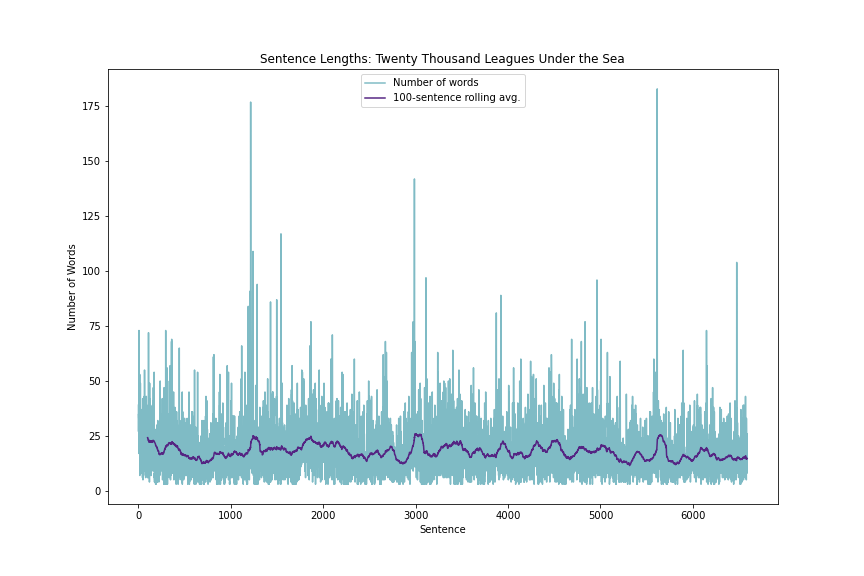 Sentence Lengths: Twenty Thousand Leagues Under the Sea
Number of words
100-sentence rolling avg.
Number of Words
175
150
125
100
75
50
25
0
0 1000 2000 3000 4000 5000 6000
Sentence